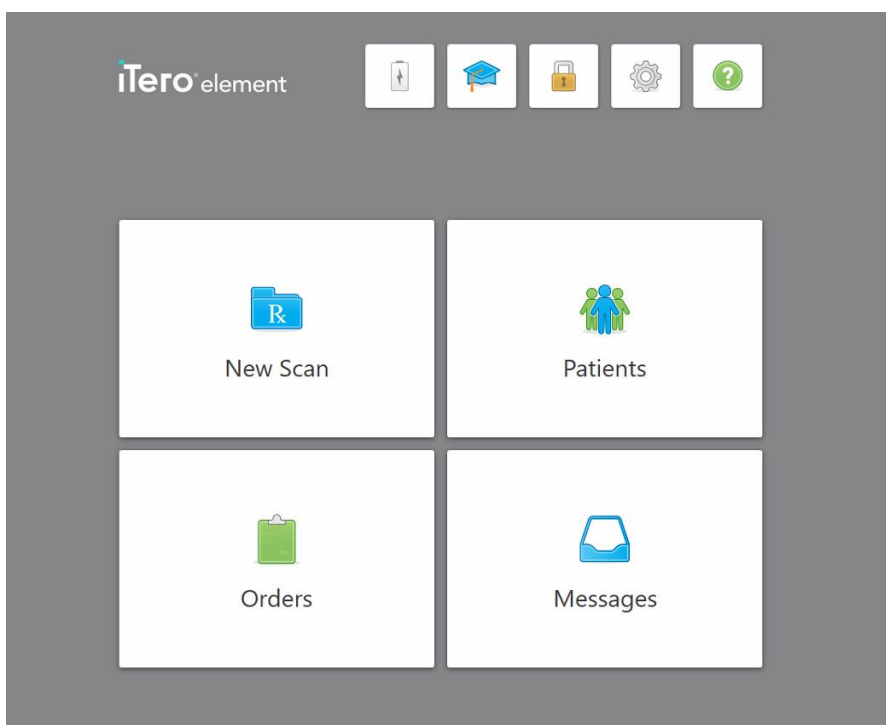 iTero element
?
℞
New Scan
Patients
Orders
Messages